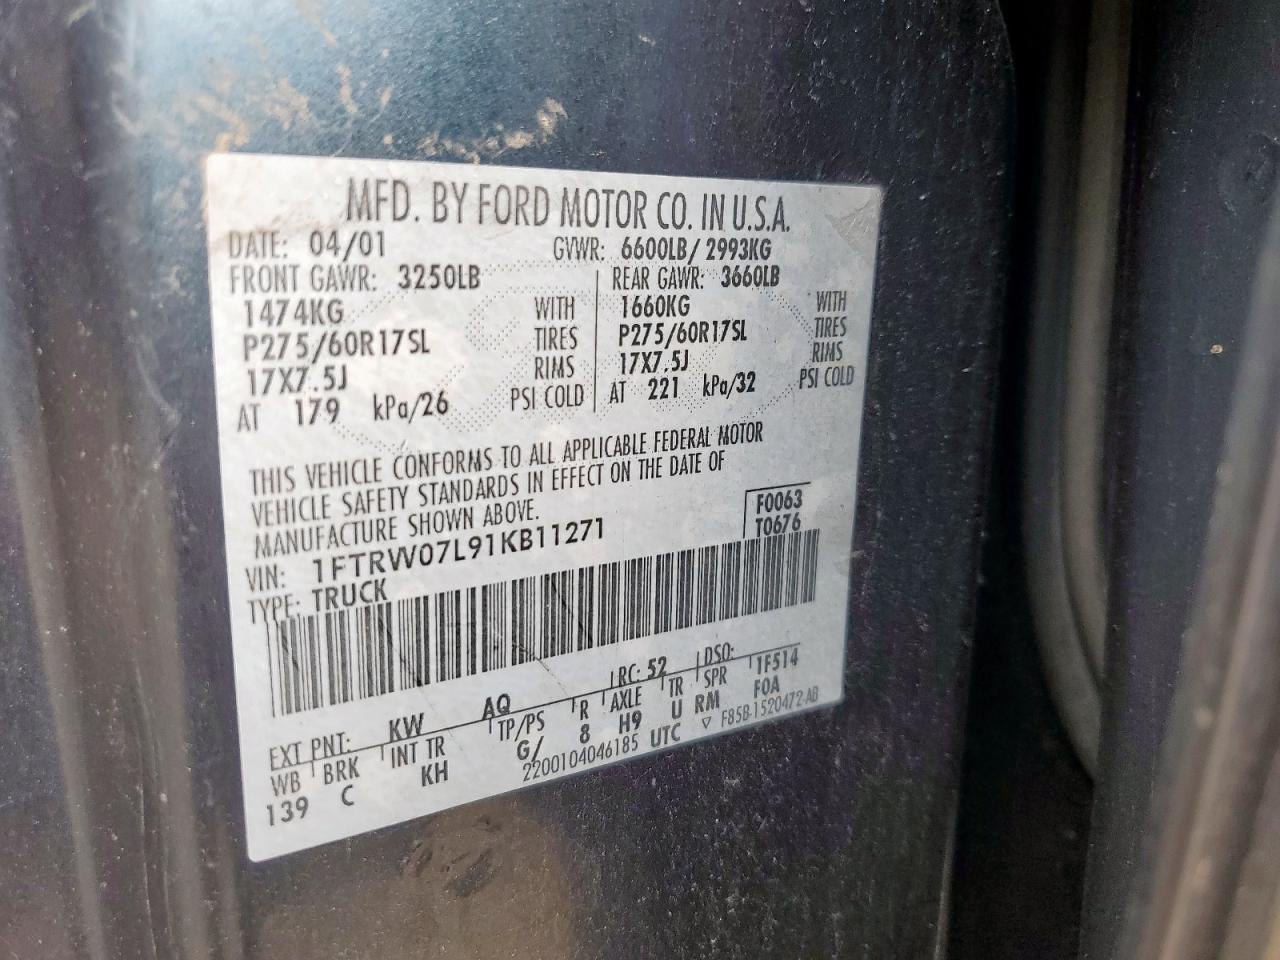 MFD. BY FORD MOTOR CO. IN U.S.A.
DATE: 04/01 GVWR: 6600LB/ 2993KG
FRONT GAWR: 3250LB REAR GAWR: 3660LB
1474KG WITH 1660KG WITH
P275/60R17SL TIRES P275/60R17SL TIRES
17X7.5J RIMS 17X7.5J RIMS
AT 179 kPa/26 PSI COLD AT 221 kPa/32 PSI COLD
THIS VEHICLE CONFORMS TO ALL APPLICABLE FEDERAL MOTOR
VEHICLE SAFETY STANDARDS IN EFFECT ON THE DATE OF
MANUFACTURE SHOWN ABOVE.
F0063
T0676
VIN: 1FTRW07L91KB11271
TYPE: TRUCK
EXT PNT: KW AQ RC: 52 DSO:
WB BRK INT TR TP/PS R AXLE TR SPR 1F514
139 C KH G/ 8 H9 U RM F0A
2200104046185 UTC ▽ F85B-1520472-AB